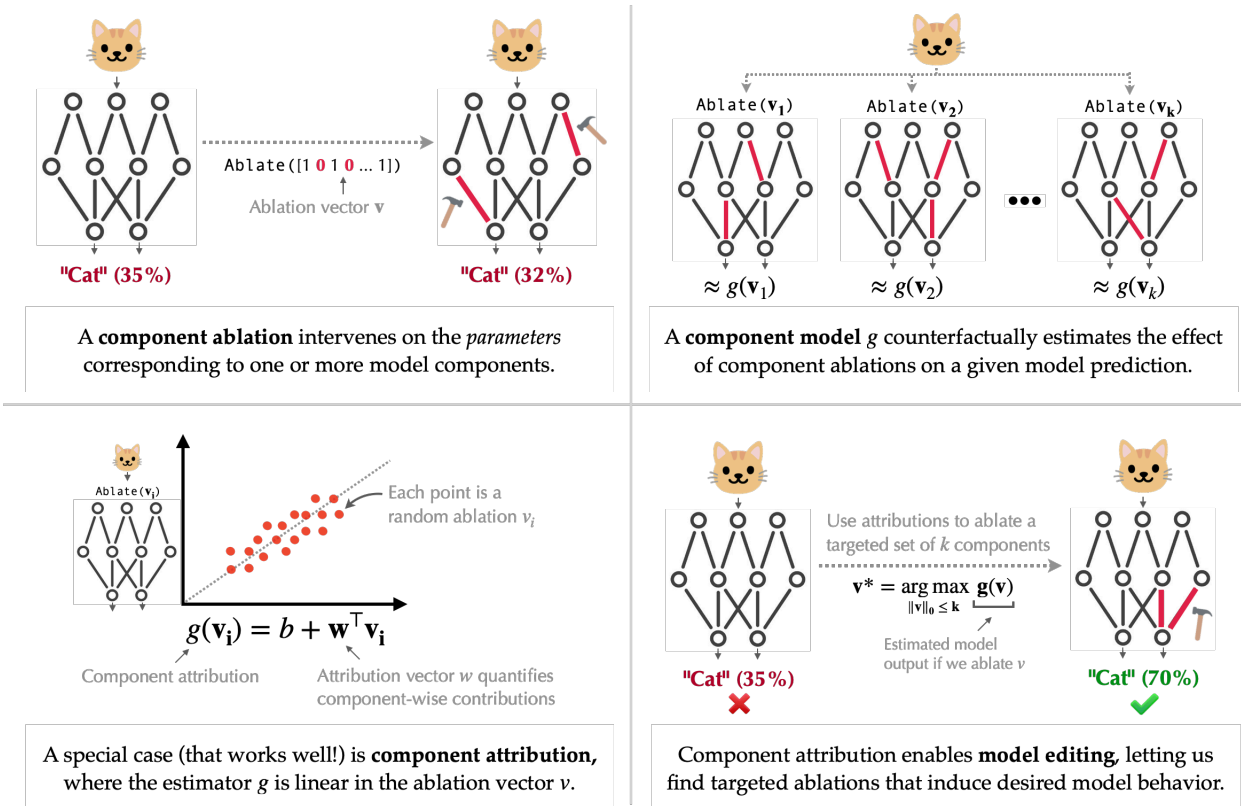 Ablate([1 0 1 0 ... 1])
Ablation vector v
"Cat" (35%)
"Cat" (32%)
A component ablation intervenes on the parameters
corresponding to one or more model components.
Ablate(v₁)
Ablate(v₂)
Ablate(vₖ)
•••
≈ g(v₁)
≈ g(v₂)
≈ g(vₖ)
A component model g counterfactually estimates the effect
of component ablations on a given model prediction.
Ablate(vᵢ)
Each point is a
random ablation vᵢ
g(vᵢ) = b + w⊤vᵢ
Component attribution
Attribution vector w quantifies
component-wise contributions
A special case (that works well!) is component attribution,
where the estimator g is linear in the ablation vector v.
Use attributions to ablate a
targeted set of k components
v* = arg max g(v)
‖v‖₀ ≤ k
Estimated model
output if we ablate v
"Cat" (35%)
"Cat" (70%)
Component attribution enables model editing, letting us
find targeted ablations that induce desired model behavior.